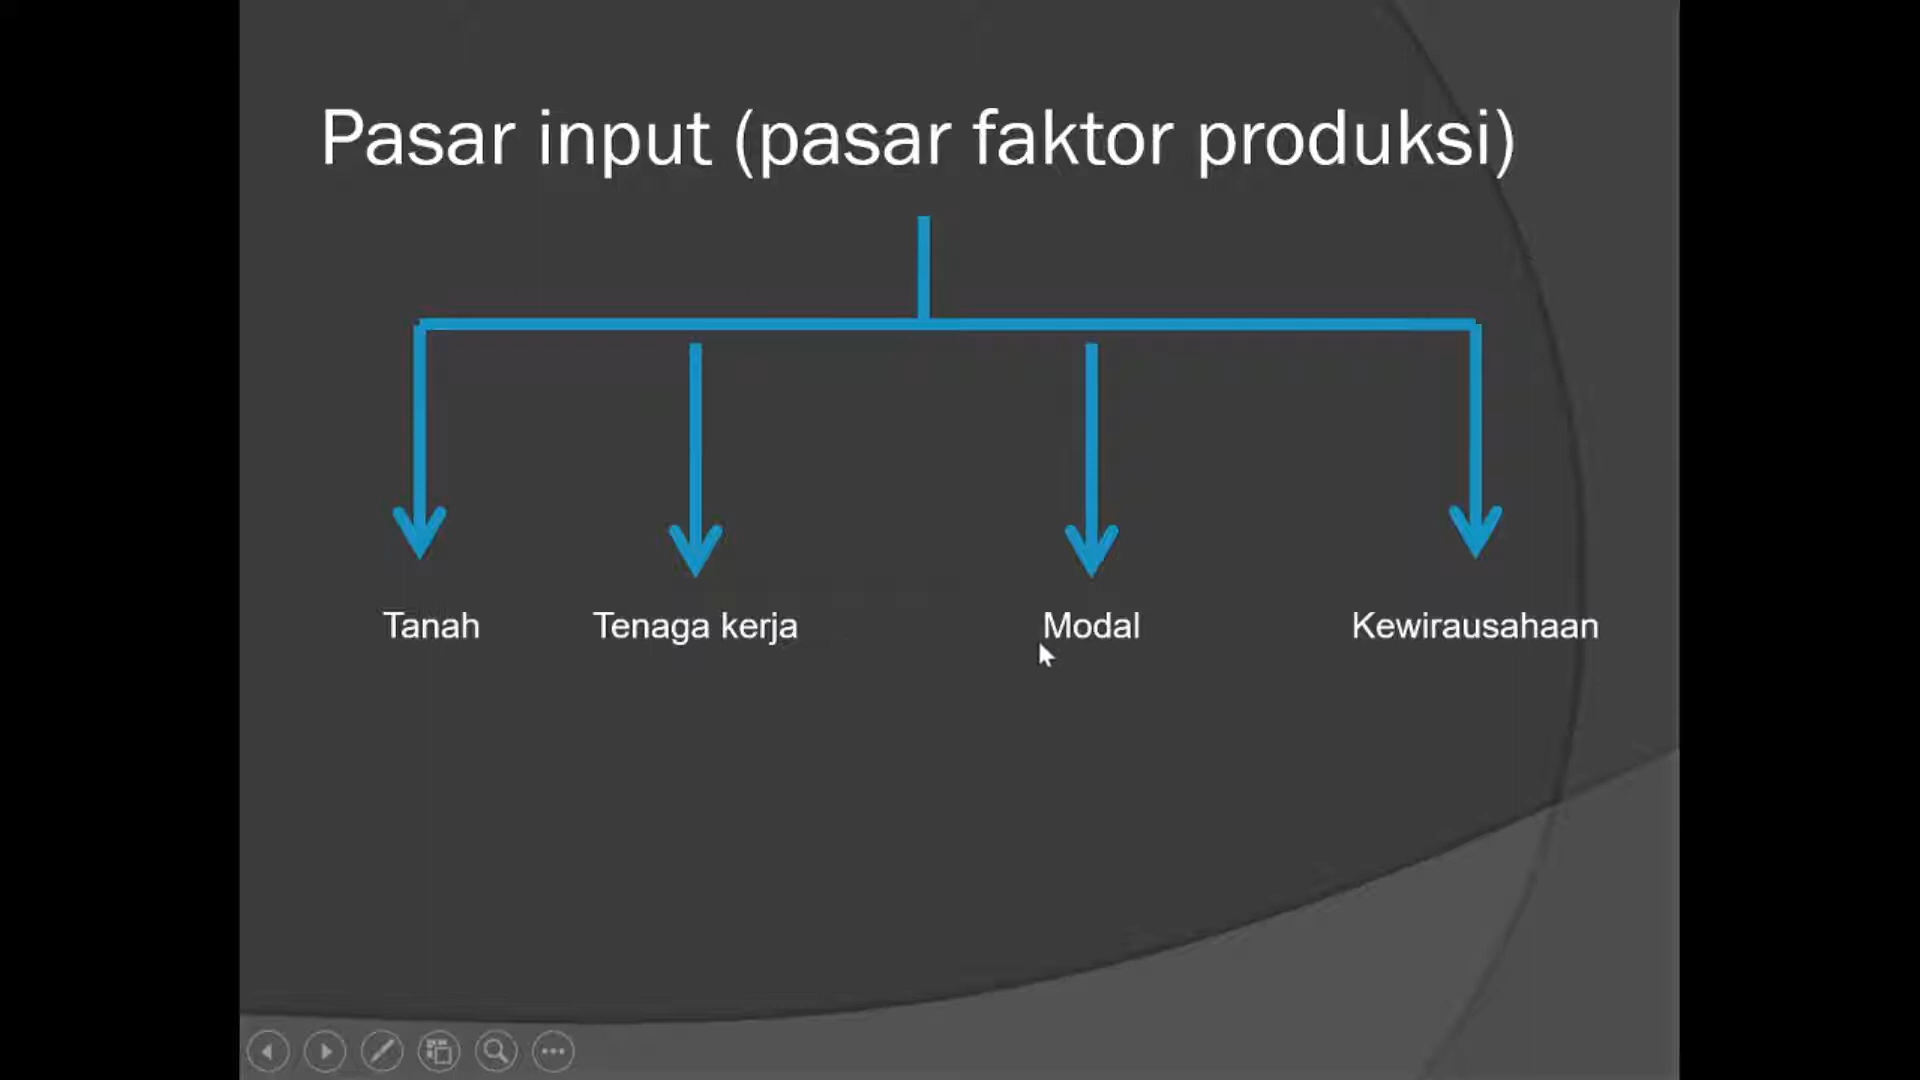 Pasar input (pasar faktor produksi)
Tanah
Tenaga kerja
Modal
Kewirausahaan